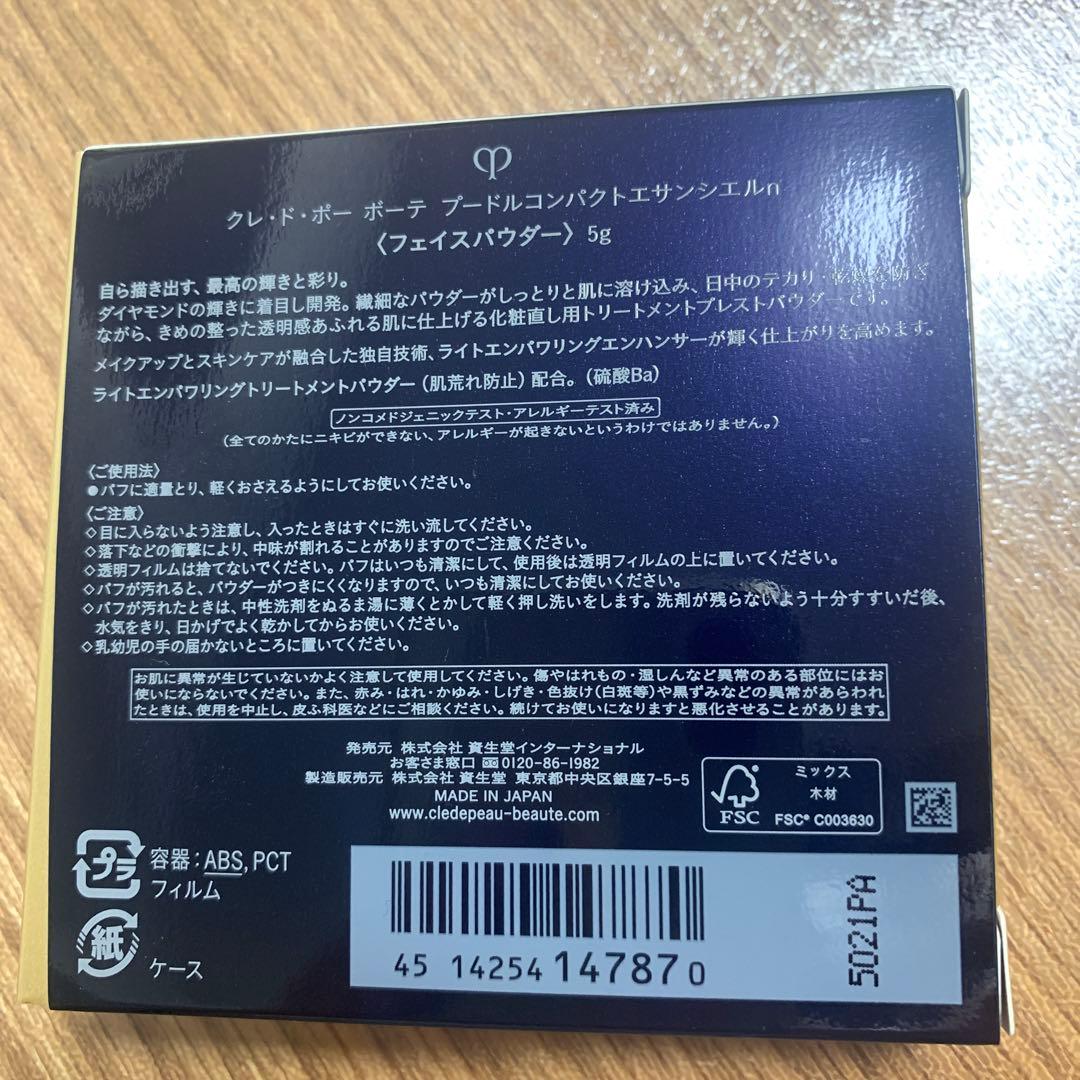 クレ・ド・ポー ボーテ プードルコンパクトエサンシエルn
〈フェイスパウダー〉5g
自ら描き出す、最高の輝きと彩り。
ダイヤモンドの輝きに着目し開発。繊細なパウダーがしっとりと肌に溶け込み、日中のテカリ・乾燥を防ぎ
ながら、きめの整った透明感あふれる肌に仕上げる化粧直し用トリートメントプレストパウダーです。
メイクアップとスキンケアが融合した独自技術、ライトエンパワリングエンハンサーが輝く仕上がりを高めます。
ライトエンパワリングトリートメントパウダー(肌荒れ防止)配合。(硫酸Ba)
ノンコメドジェニックテスト・アレルギーテスト済み
(全てのかたにニキビができない、アレルギーが起きないというわけではありません。)
〈ご使用法〉
●パフに適量とり、軽くおさえるようにしてお使いください。
〈ご注意〉
◇目に入らないよう注意し、入ったときはすぐに洗い流してください。
◇落下などの衝撃により、中味が割れることがありますのでご注意ください。
◇透明フィルムは捨てないでください。パフはいつも清潔にして、使用後は透明フィルムの上に置いてください。
◇パフが汚れると、パウダーがつきにくくなりますので、いつも清潔にしてお使いください。
◇パフが汚れたときは、中性洗剤をぬるま湯に薄くとかして軽く押し洗いをします。洗剤が残らないよう十分すすいだ後、
水気をきり、日かげでよく乾かしてからお使いください。
◇乳幼児の手の届かないところに置いてください。
お肌に異常が生じていないかよく注意して使用してください。傷やはれもの・湿しんなど異常のある部位にはお
使いにならないでください。また、赤み・はれ・かゆみ・しげき・色抜け(白斑等)や黒ずみなどの異常があらわれ
たときは、使用を中止し、皮ふ科医などにご相談ください。続けてお使いになりますと悪化させることがあります。
発売元 株式会社 資生堂インターナショナル
お客さま窓口 0120-86-1982
製造販売元 株式会社 資生堂 東京都中央区銀座7-5-5
MADE IN JAPAN
www.cledepeau-beaute.com
FSC
ミックス
木材
FSC® C003630
プラ
容器:ABS,PCT
フィルム
紙
ケース
45 14254 14787 0
5021PA